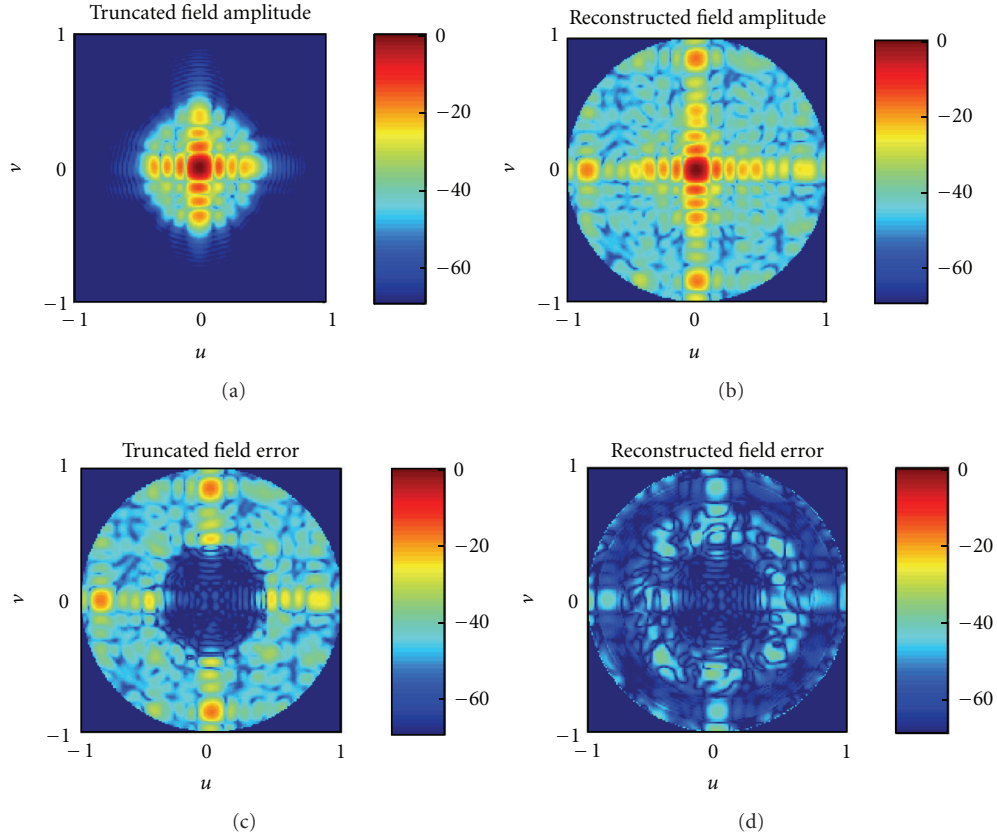 Truncated field amplitude
1
0
−1
v
−1
0
1
u
0
−20
−40
−60
(a)
Reconstructed field amplitude
1
0
−1
v
−1
0
1
u
0
−20
−40
−60
(b)
Truncated field error
1
0
−1
v
−1
0
1
u
0
−20
−40
−60
(c)
Reconstructed field error
1
0
−1
v
−1
0
1
u
0
−20
−40
−60
(d)